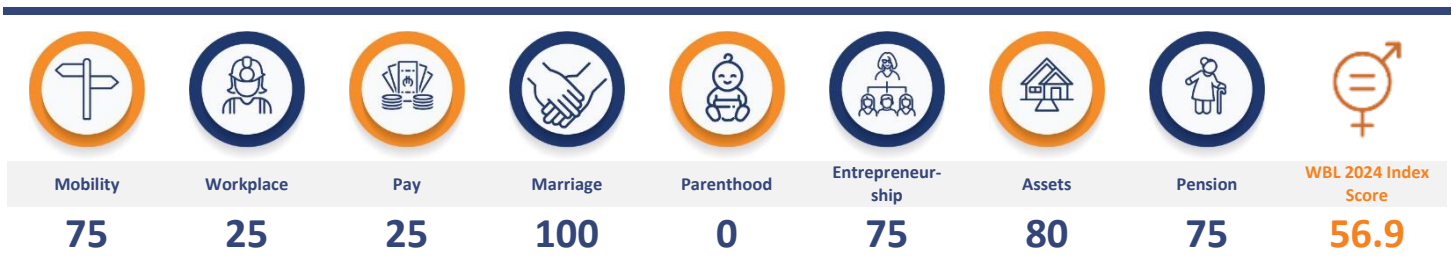 Mobility
Workplace
Pay
Marriage
Parenthood
Entrepreneur-
ship
Assets
Pension
WBL 2024 Index
Score
75
25
25
100
0
75
80
75
56.9